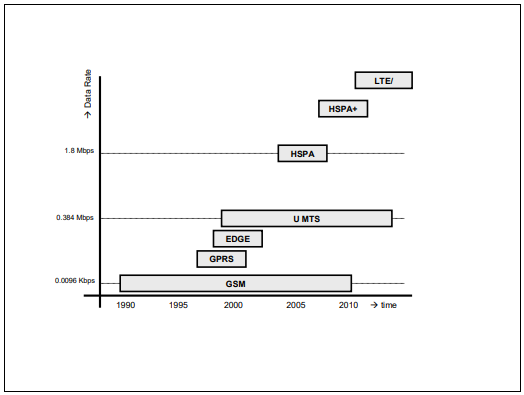 → Data Rate
LTE/
HSPA+
1.8 Mbps
HSPA
0.384 Mbps
U MTS
EDGE
GPRS
0.0096 Kbps
GSM
1990 1995 2000 2005 2010 → time